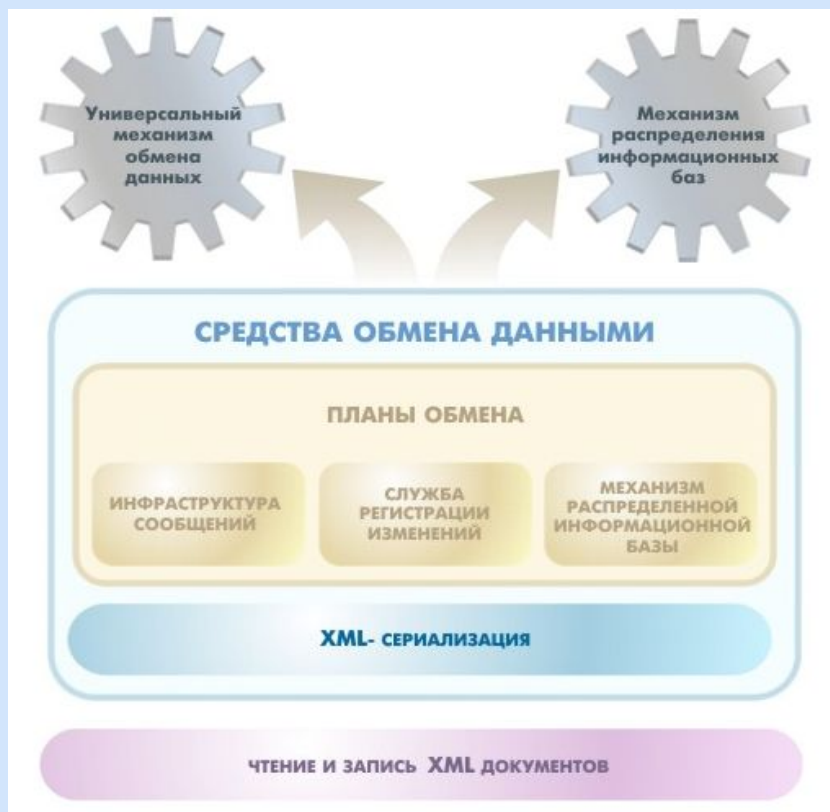 Универсальный
механизм
обмена
данных
Механизм
распределения
информационных
баз
СРЕДСТВА ОБМЕНА ДАННЫМИ
ПЛАНЫ ОБМЕНА
ИНФРАСТРУКТУРА
СООБЩЕНИЙ
СЛУЖБА
РЕГИСТРАЦИИ
ИЗМЕНЕНИЙ
МЕХАНИЗМ
РАСПРЕДЕЛЕННОЙ
ИНФОРМАЦИОННОЙ
БАЗЫ
XML- СЕРИАЛИЗАЦИЯ
ЧТЕНИЕ И ЗАПИСЬ XML ДОКУМЕНТОВ